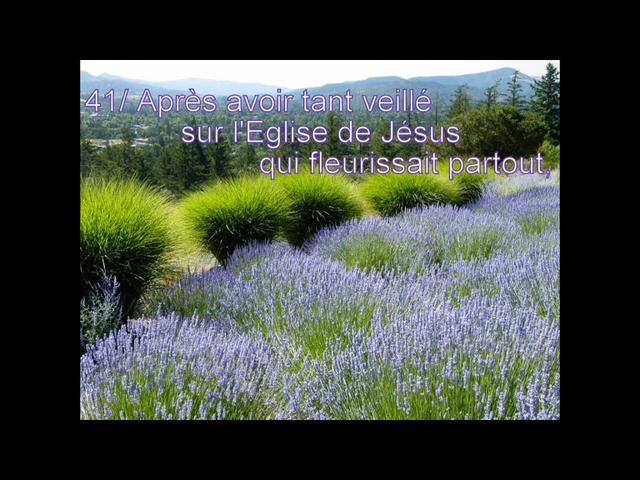 41/ Après avoir tant veillé
sur l'Eglise de Jésus
qui fleurissait partout,